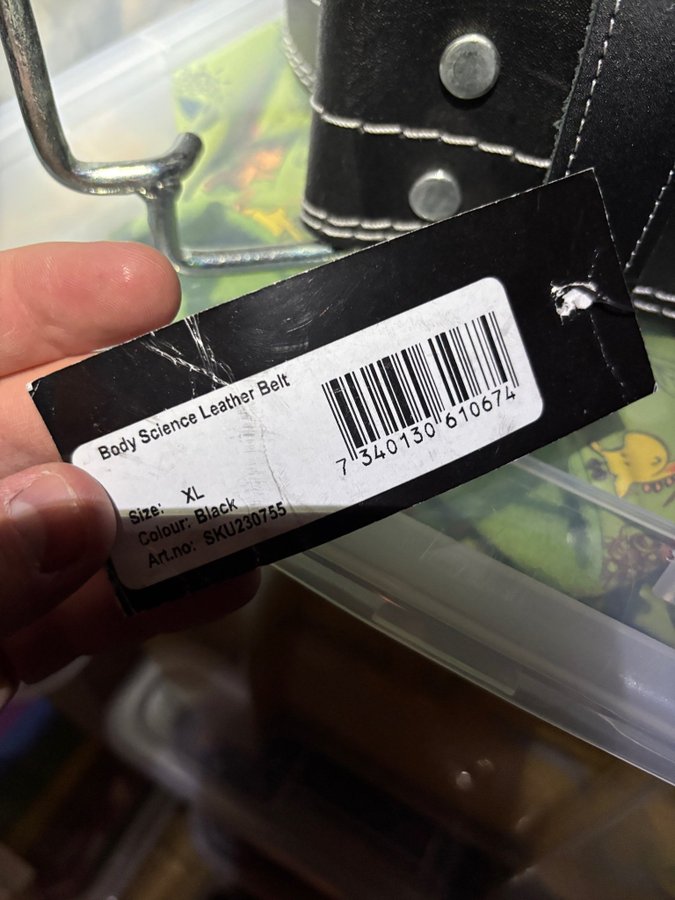 Body Science Leather Belt
Size: XL
Colour: Black
Art.no: SKU230755
7 340130 610674